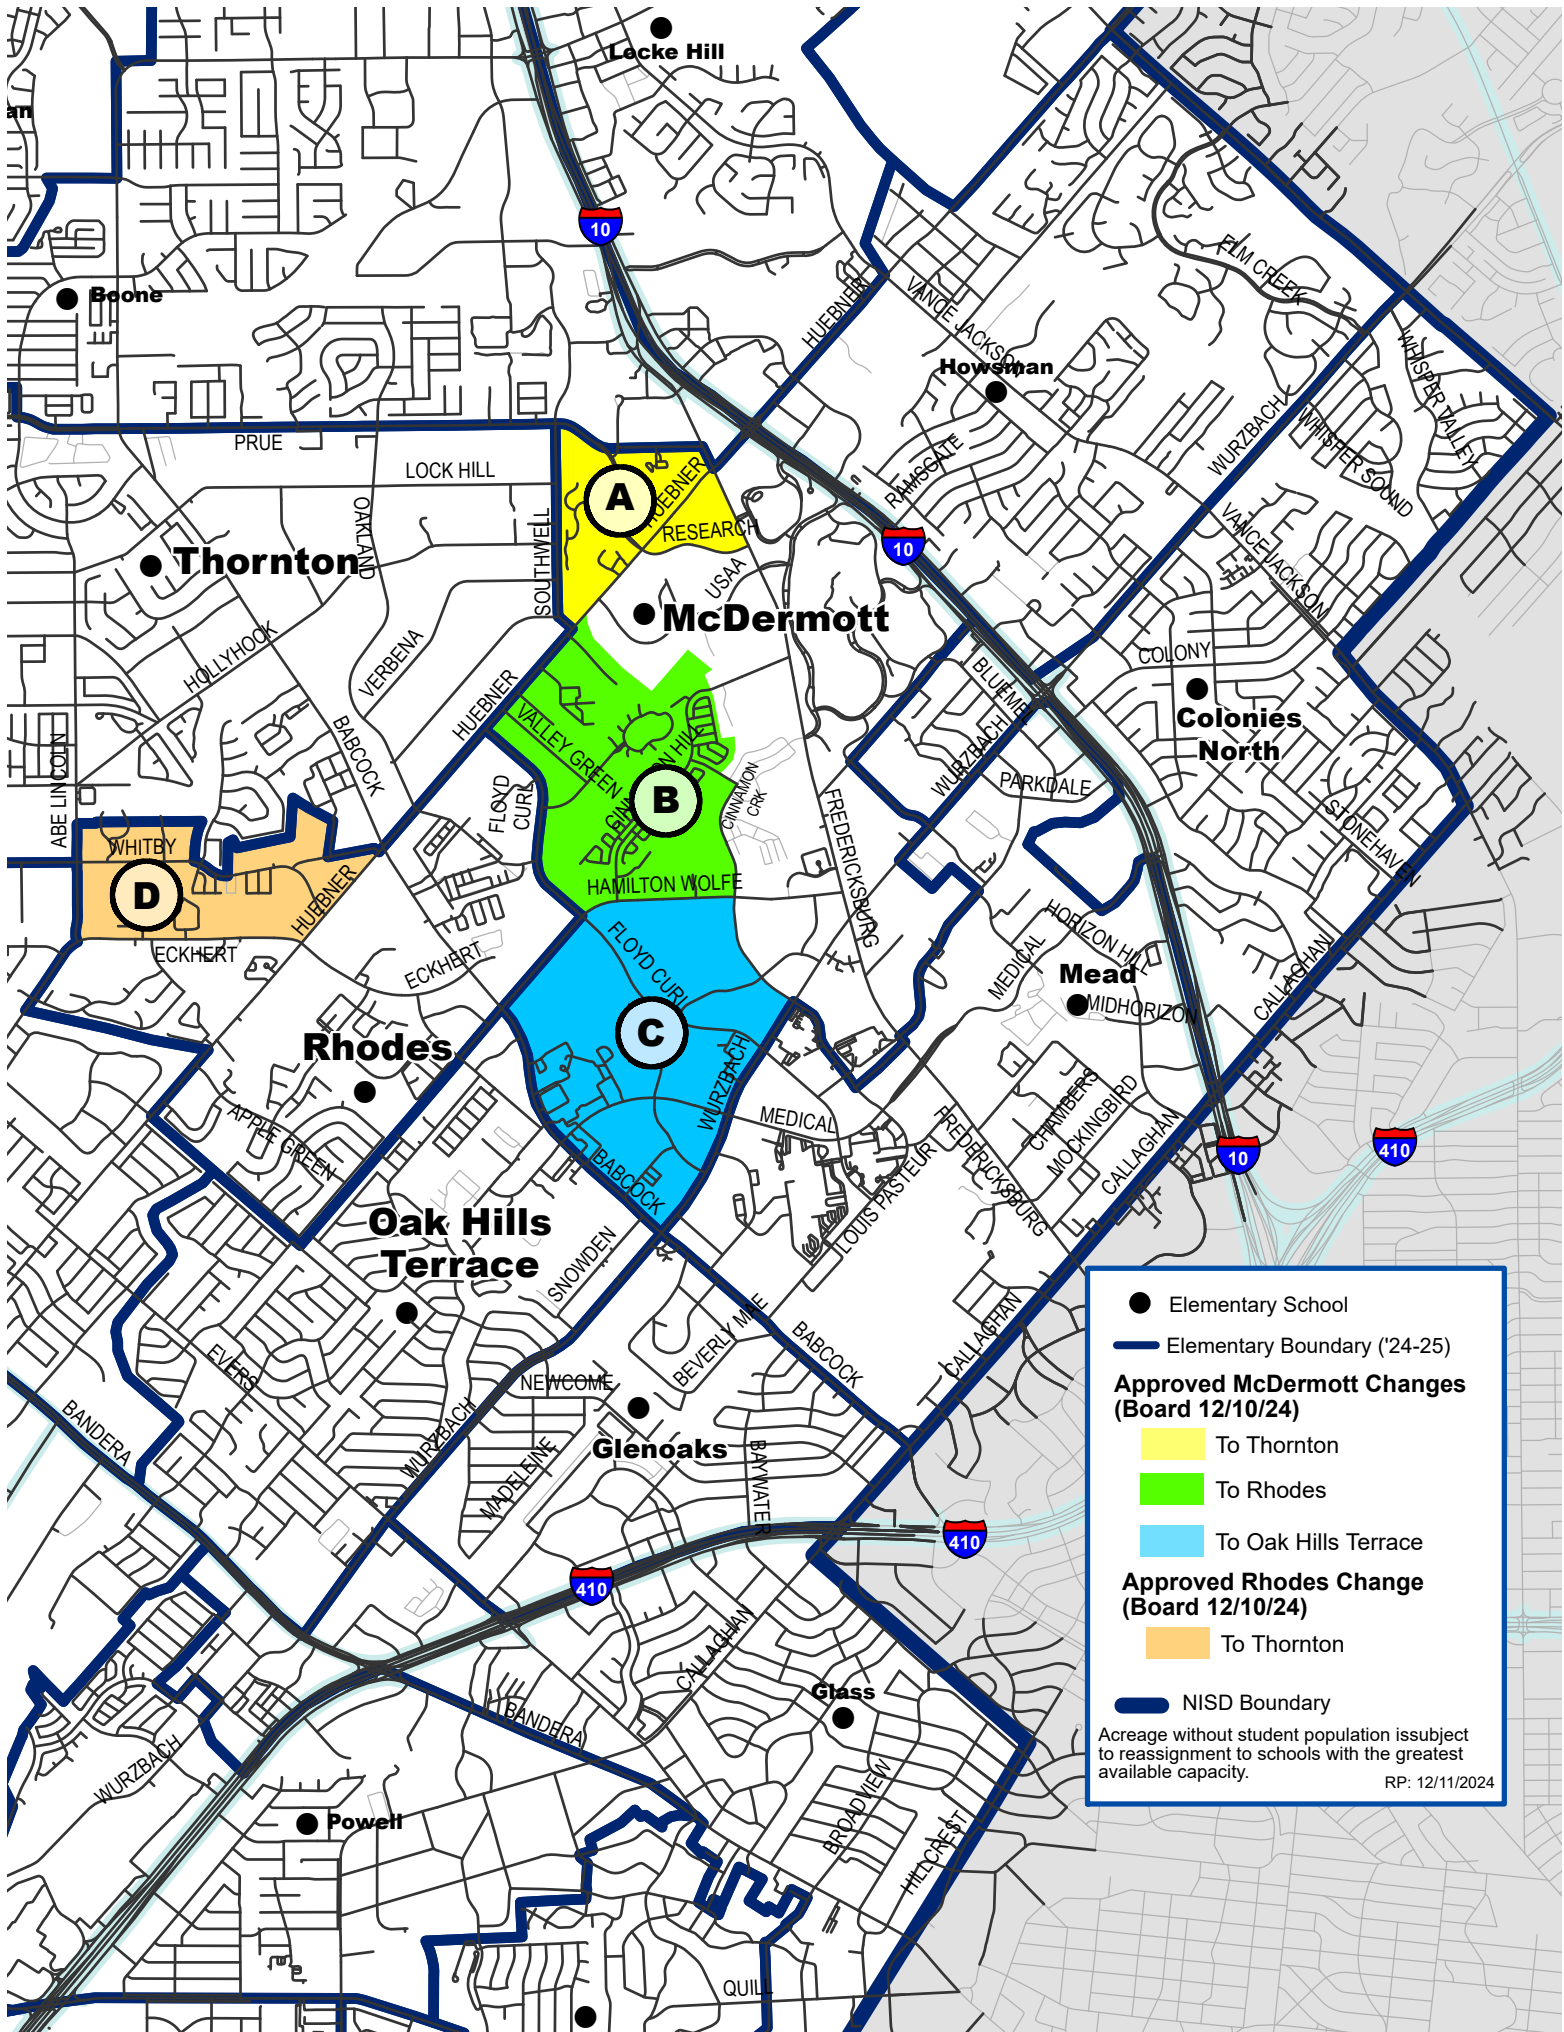 Locke Hill
an
10
Boone
HUEBNER
VANCE JACKSON
ELM CREEK
Howsman
WHISPER VALLEY
PRUE
LOCK HILL
WURZBACH
WHISPER SOUND
RAMSGATE
A
HUEBNER
RESEARCH
OAKLAND
SOUTHWELL
10
VANCE JACKSON
Thornton
USAA
McDermott
HOLLYHOCK
VERBENA
COLONY
BLUEMEL
HUEBNER
VALLEY GREEN
Colonies
North
BABCOCK
ABE LINCOLN
FLOYD
CURL
CINNAMON HILL
B
CINNAMON
CRK
WURZBACH
PARKDALE
FREDERICKSBURG
STONEHAVEN
WHITBY
D
HUEBNER
HAMILTON WOLFE
ECKHERT
ECKHERT
FLOYD CURL
HORIZON HILL
MEDICAL
Mead
MIDHORIZON
CALLAGHAN
Rhodes
C
WURZBACH
MEDICAL
APPLE GREEN
BABCOCK
LOUIS PASTEUR
FREDERICKSBURG
CHAMBERS
MOCKINGBIRD
CALLAGHAN
10
410
Oak Hills
Terrace
SNOWDEN
BEVERLY MAE
BABCOCK
CALLAGHAN
EVERS
NEWCOME
BANDERA
WURZBACH
MADELEINE
Glenoaks
BAYWATER
410
410
CALLAGHAN
Glass
BANDERA
WURZBACH
BROADVIEW
HILLCREST
Powell
QUILL
Elementary School
Elementary Boundary ('24-25)
Approved McDermott Changes
(Board 12/10/24)
To Thornton
To Rhodes
To Oak Hills Terrace
Approved Rhodes Change
(Board 12/10/24)
To Thornton
NISD Boundary
Acreage without student population issubject
to reassignment to schools with the greatest
available capacity.
RP: 12/11/2024